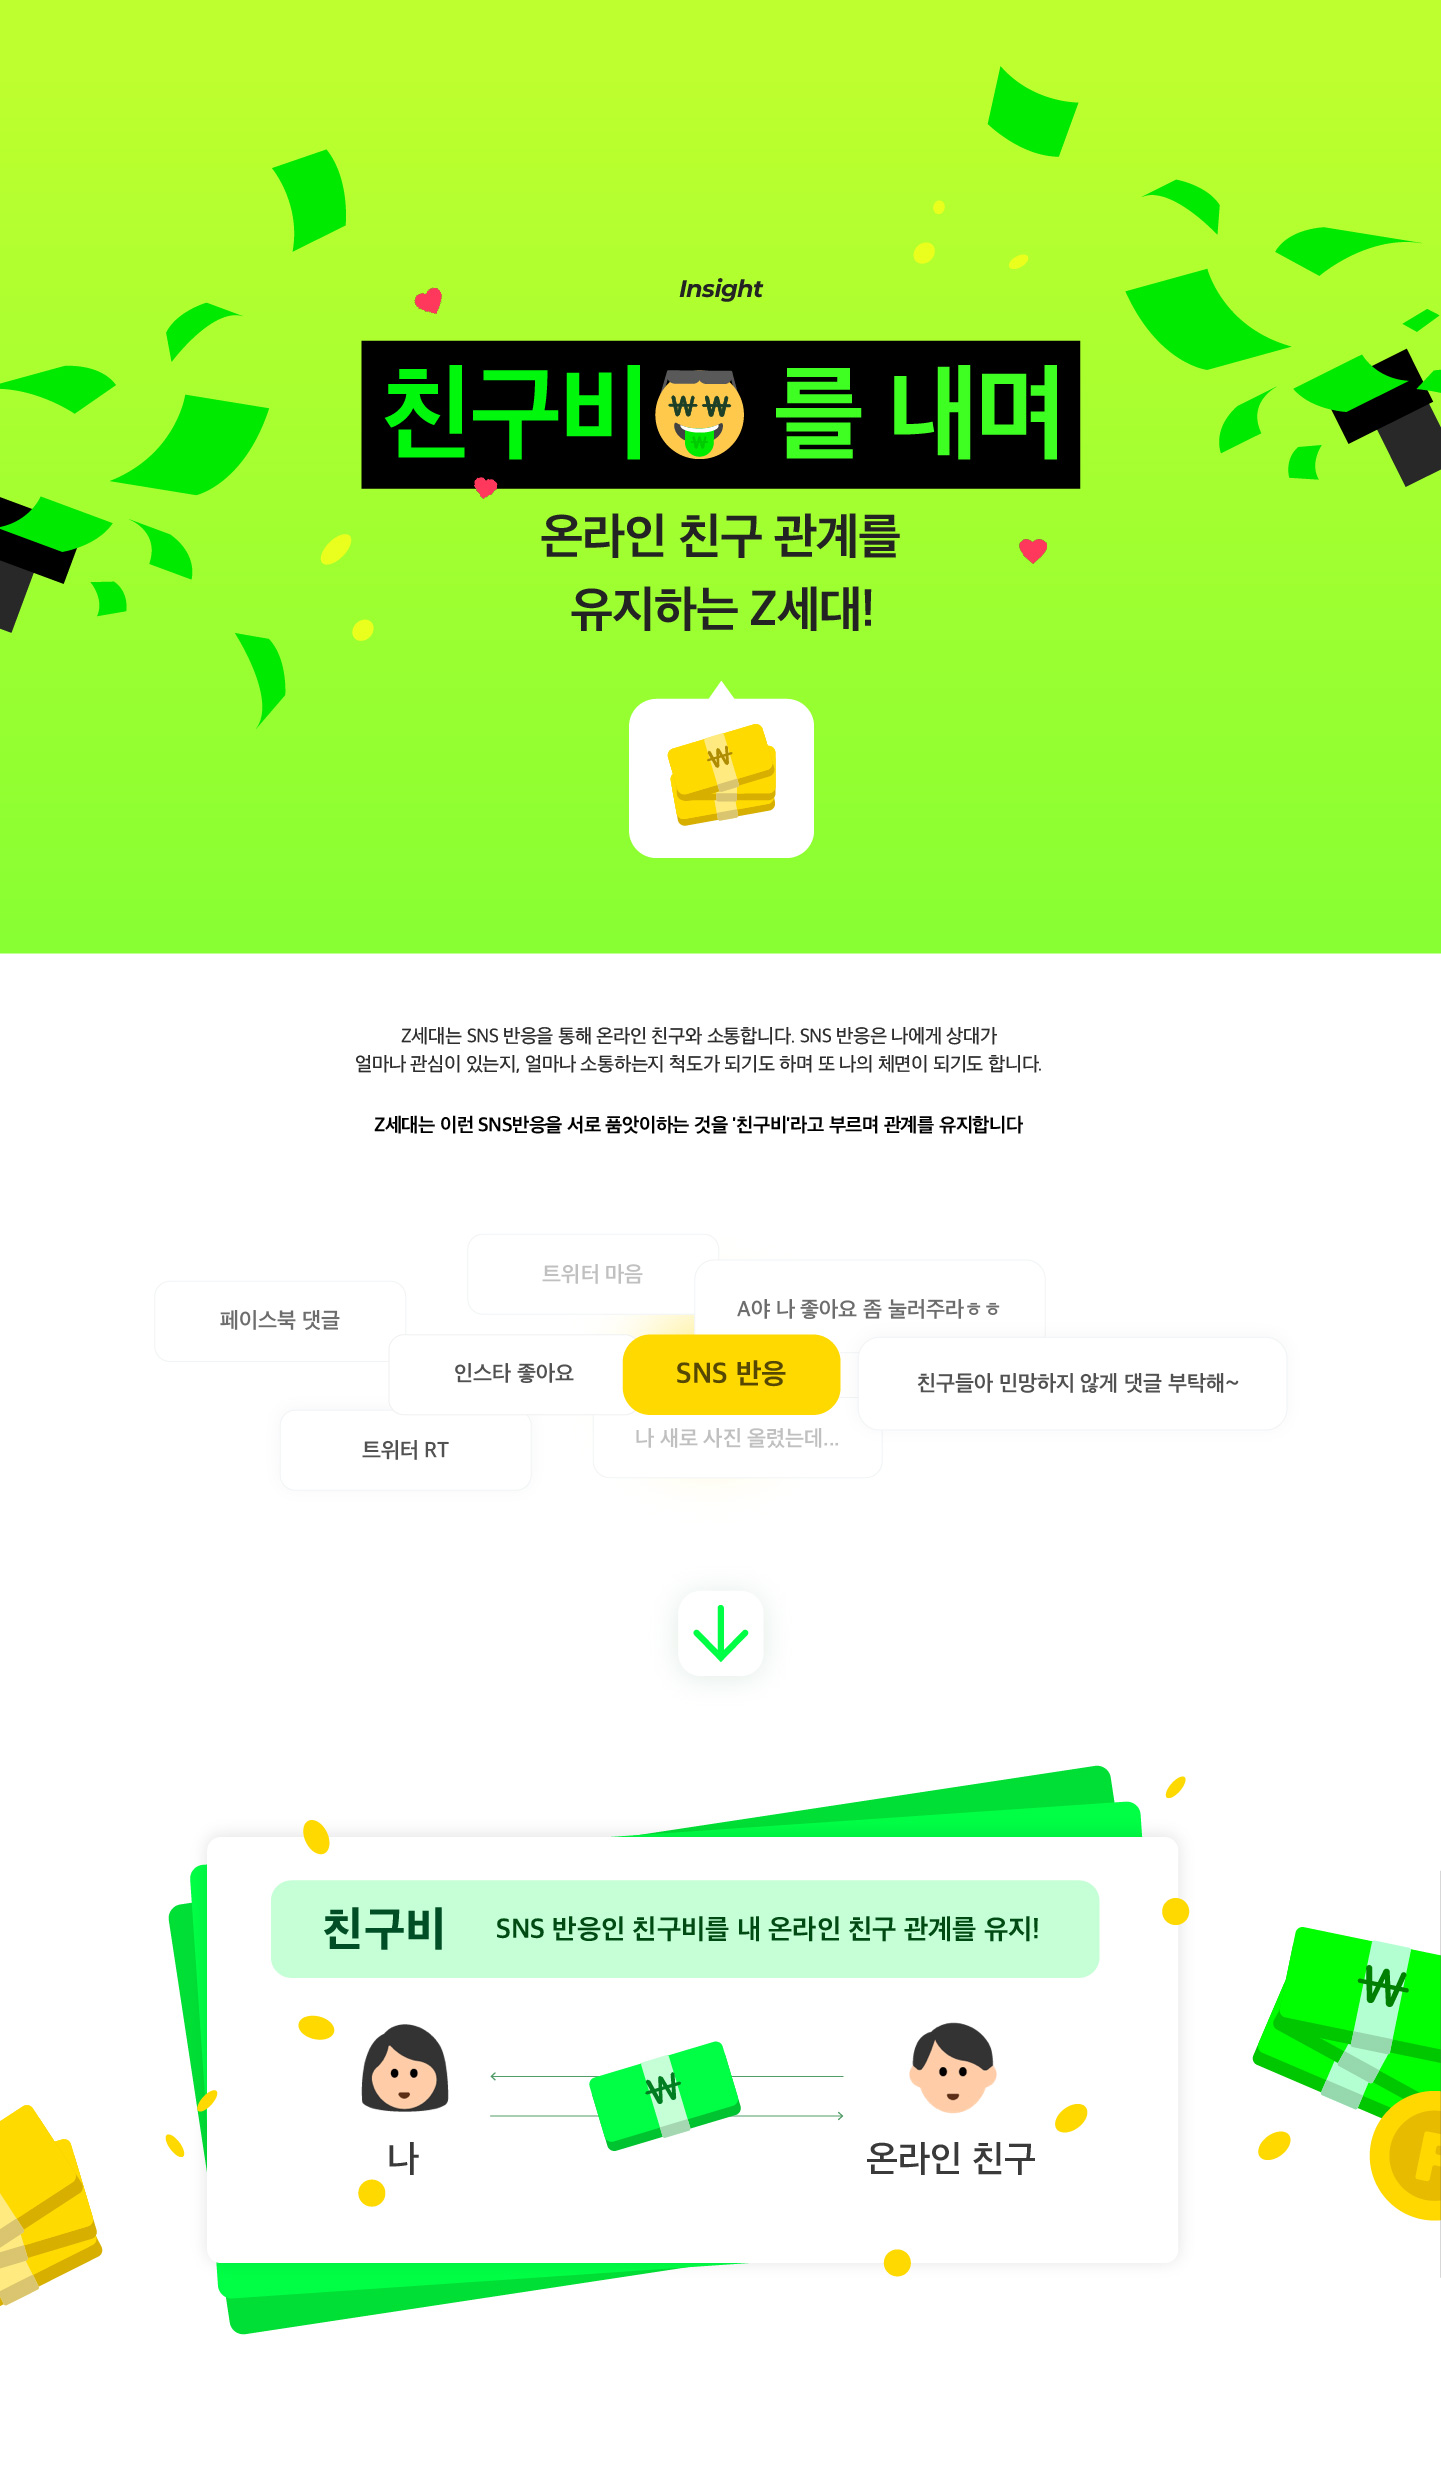 Insight
친구비 를 내며
온라인 친구 관계를
유지하는 Z세대!
₩
Z세대는 SNS 반응을 통해 온라인 친구와 소통합니다. SNS 반응은 나에게 상대가
얼마나 관심이 있는지, 얼마나 소통하는지 척도가 되기도 하며 또 나의 체면이 되기도 합니다.
Z세대는 이런 SNS반응을 서로 품앗이하는 것을 '친구비'라고 부르며 관계를 유지합니다
트위터 마음
페이스북 댓글
A야 나 좋아요 좀 눌러주라ㅎㅎ
인스타 좋아요
SNS 반응
친구들아 민망하지 않게 댓글 부탁해~
트위터 RT
나 새로 사진 올렸는데...
친구비 SNS 반응인 친구비를 내 온라인 친구 관계를 유지!
₩
₩
나
온라인 친구